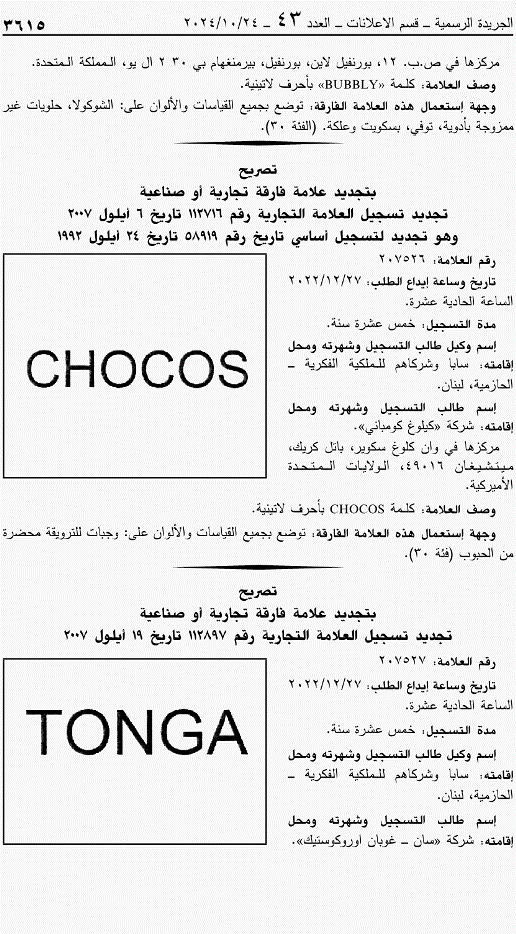 الجريدة الرسمية ــ قسم الاعلانات ــ العدد ٤٣ ــ ٢٠٢٤/١٠/٢٤
٣٦١٥
مركزها في ص.ب. ١٢، بورنفيل لاين، بورنفيل، بيرمنغهام بي ٣٠ ٢ ال يو، المملكة المتحدة.
وصف العلامة: كلمة «BUBBLY» بأحرف لاتينية.
وجهة إستعمال هذه العلامة الفارقة: توضع بجميع القياسات والألوان على: الشوكولا، حلويات غير
ممزوجة بأدوية، توفي، بسكويت وعلكة. (الفئة ٣٠).
تصريح
بتجديد علامة فارقة تجارية أو صناعية
تجديد تسجيل العلامة التجارية رقم ١١٢٧١٦ تاريخ ٦ أيلول ٢٠٠٧
وهو تجديد لتسجيل أساسي تاريخ رقم ٥٨٩١٩ تاريخ ٢٤ أيلول ١٩٩٢
رقم العلامة: ٢٠٧٥٢٦
تاريخ وساعة إيداع الطلب: ٢٠٢٢/١٢/٢٧
الساعة الحادية عشرة.
مدة التسجيل: خمس عشرة سنة.
إسم وكيل طالب التسجيل وشهرته ومحل
إقامته: سابا وشركاهم للملكية الفكرية ــ
الحازمية، لبنان.
إسم طالب التسجيل وشهرته ومحل
إقامته: شركة «كيلوغ كومباني».
مركزها في وان كلوغ سكوير، باتل كريك،
ميتشيغان ٤٩٠١٦، الولايات المتحدة
الأميركية.
CHOCOS
وصف العلامة: كلمة CHOCOS بأحرف لاتينية.
وجهة إستعمال هذه العلامة الفارقة: توضع بجميع القياسات والألوان على: وجبات للترويقة محضرة
من الحبوب (فئة ٣٠).
تصريح
بتجديد علامة فارقة تجارية أو صناعية
تجديد تسجيل العلامة التجارية رقم ١١٢٨٩٧ تاريخ ١٩ أيلول ٢٠٠٧
رقم العلامة: ٢٠٧٥٢٧
تاريخ وساعة إيداع الطلب: ٢٠٢٢/١٢/٢٧
الساعة الحادية عشرة.
مدة التسجيل: خمس عشرة سنة.
إسم وكيل طالب التسجيل وشهرته ومحل
إقامته: سابا وشركاهم للملكية الفكرية ــ
الحازمية، لبنان.
إسم طالب التسجيل وشهرته ومحل
إقامته: شركة «سان ــ غوبان اوروكوستيك».
TONGA